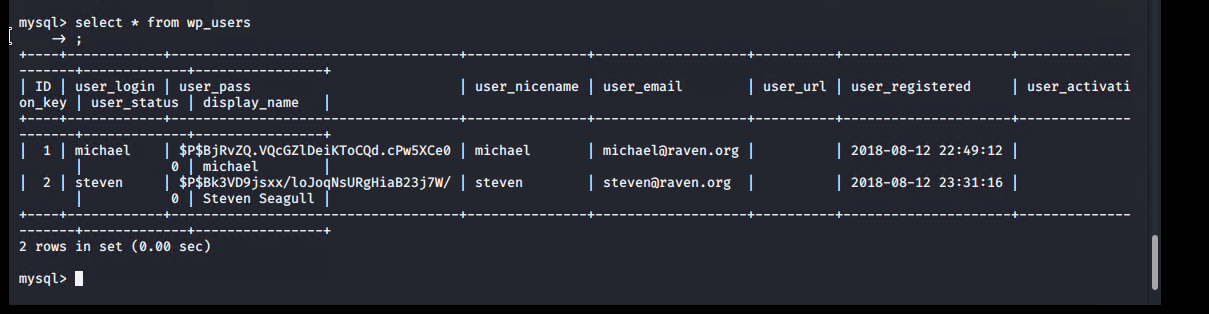 mysql> select * from wp_users
    -> ;
+----+------------+------------------------------------+---------------+-------------------+----------+---------------------+--------------
-------+-------------+----------------+
| ID | user_login | user_pass                          | user_nicename | user_email        | user_url | user_registered     | user_activati
on_key | user_status | display_name   |
+----+------------+------------------------------------+---------------+-------------------+----------+---------------------+--------------
-------+-------------+----------------+
|  1 | michael    | $P$BjRvZQ.VQcGZlDeiKToCQd.cPw5XCe0 | michael       | michael@raven.org |          | 2018-08-12 22:49:12 |
       |           0 | michael        |
|  2 | steven     | $P$Bk3VD9jsxx/loJoqNsURgHiaB23j7W/ | steven        | steven@raven.org  |          | 2018-08-12 23:31:16 |
       |           0 | Steven Seagull |
+----+------------+------------------------------------+---------------+-------------------+----------+---------------------+--------------
-------+-------------+----------------+
2 rows in set (0.00 sec)
mysql>